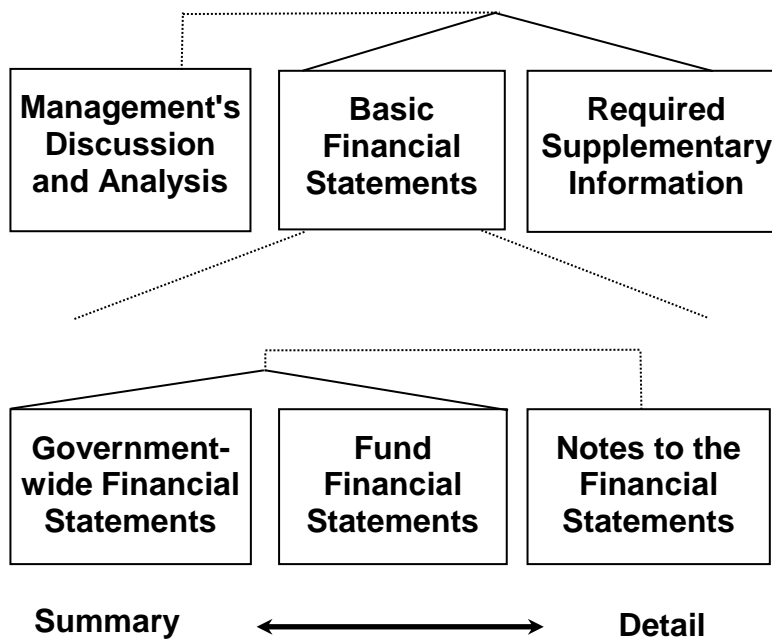 Management's
Discussion
and Analysis
Basic
Financial
Statements
Required
Supplementary
Information
Government-
wide Financial
Statements
Fund
Financial
Statements
Notes to the
Financial
Statements
Summary
Detail